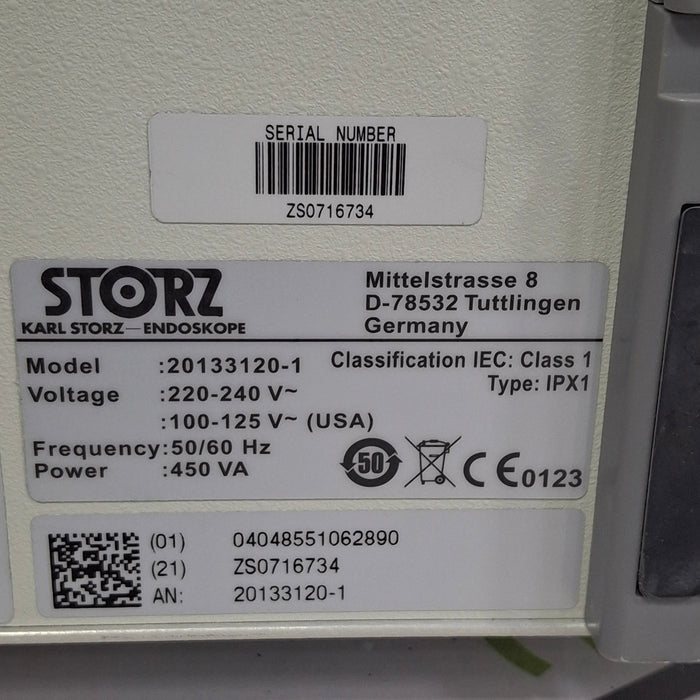 SERIAL NUMBER
ZS0716734
STORZ
KARL STORZ—ENDOSKOPE
Mittelstrasse 8
D-78532 Tuttlingen
Germany
Model :20133120-1
Voltage :220-240 V~
:100-125 V~ (USA)
Frequency:50/60 Hz
Power :450 VA
Classification IEC: Class 1
Type: IPX1
50
CE0123
(01) 04048551062890
(21) ZS0716734
AN: 20133120-1